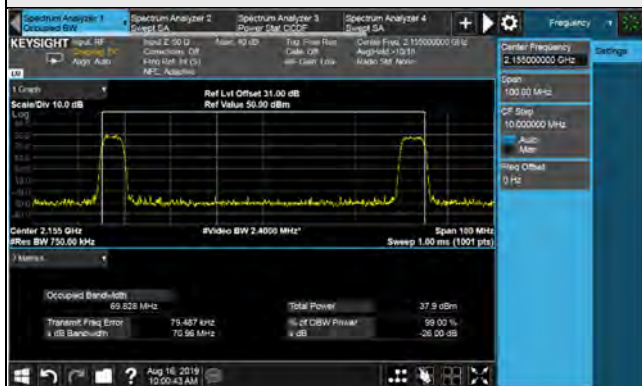 Spectrum Analyzer 1
Occupied BW
Spectrum Analyzer 2
Swept SA
Spectrum Analyzer 3
Power Stat CCDF
Spectrum Analyzer 4
Swept SA
Frequency
KEYSIGHT
Input: RF
Align: Auto
Input Z: 50 Ω
Corrections: Off
Freq Ref: Int (S)
NFE: Adaptive
Atten: 40 dB
Trig: Free Run
Gate: Off
#IF Gain: Low
Center Freq: 2.155000000 GHz
Avg|Hold: >10/10
Radio Std: None
Center Frequency
2.155000000 GHz
Settings
Span
100.00 MHz
CF Step
10.000000 MHz
Auto
Man
Freq Offset
0 Hz
1 Graph
Scale/Div 10.0 dB
Log
Ref Lvl Offset 31.00 dB
Ref Value 50.00 dBm
Center 2.155 GHz
#Res BW 750.00 kHz
#Video BW 2.4000 MHz*
Span 100 MHz
Sweep 1.00 ms (1001 pts)
2 Metrics
Occupied Bandwidth
69.828 MHz
Total Power
37.9 dBm
Transmit Freq Error
79.487 kHz
% of OBW Power
99.00 %
x dB Bandwidth
70.96 MHz
x dB
-26.00 dB
?
Aug 16, 2019
10:00:43 AM